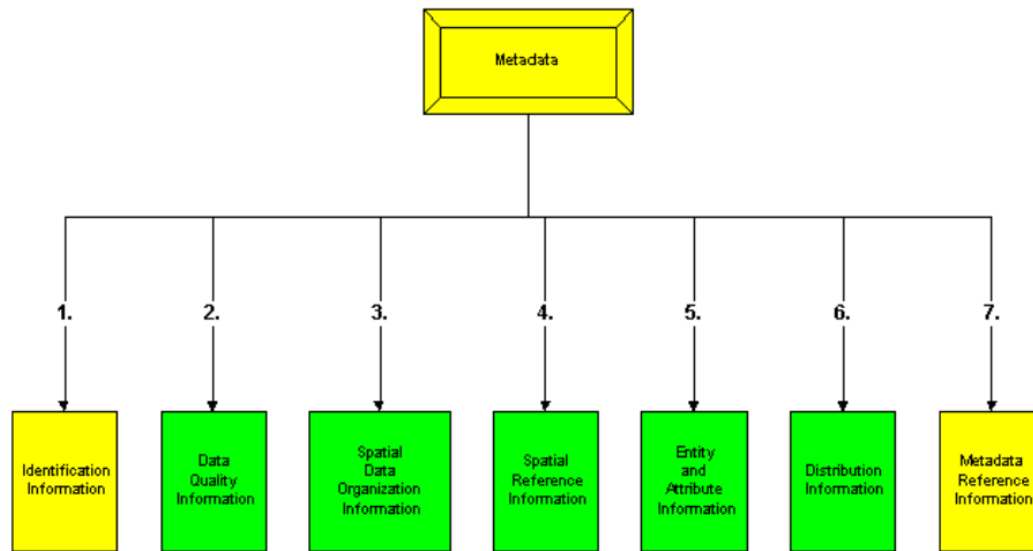 Metadata
1.
2.
3.
4.
5.
6.
7.
Identification
Information
Data
Quality
Information
Spatial
Data
Organization
Information
Spatial
Reference
Information
Entity
and
Attribute
Information
Distribution
Information
Metadata
Reference
Information